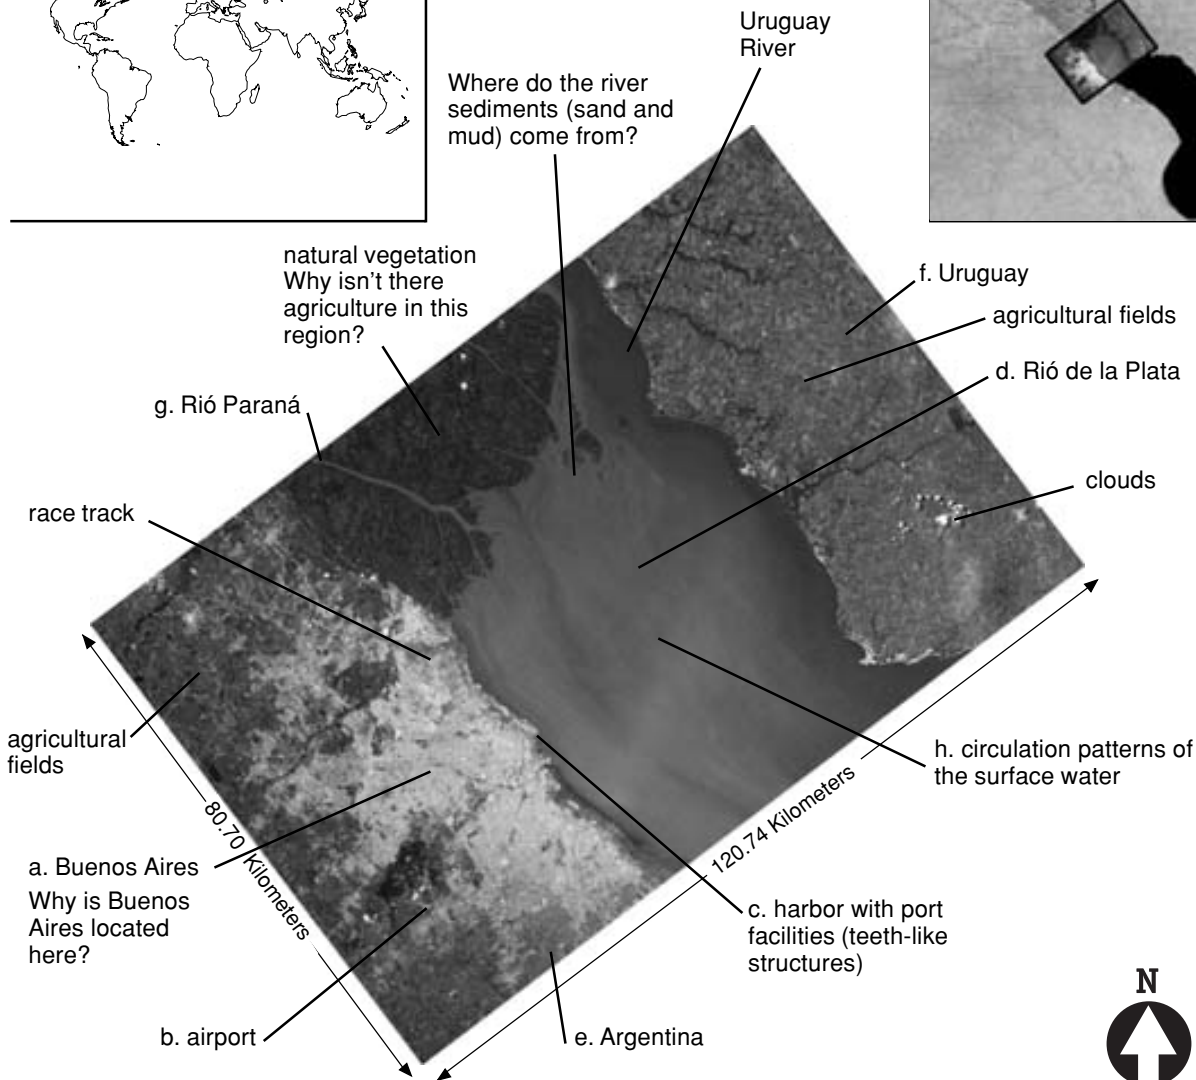 Uruguay
River
Where do the river
sediments (sand and
mud) come from?
natural vegetation
Why isn't there
agriculture in this
region?
f. Uruguay
agricultural fields
d. Rió de la Plata
g. Rió Paraná
clouds
race track
agricultural
fields
h. circulation patterns of
the surface water
80.70 Kilometers
120.74 Kilometers
a. Buenos Aires
Why is Buenos
Aires located
here?
c. harbor with port
facilities (teeth-like
structures)
b. airport
e. Argentina
N